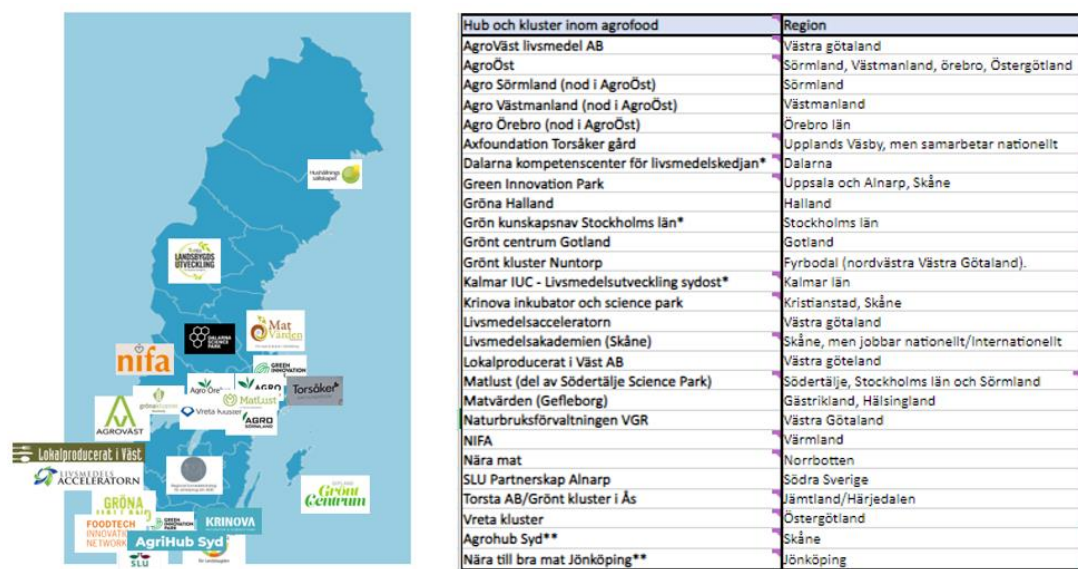 Hushållnings
sällskapet
LANDSBYGDS
UTVECKLING
DALARNA
SCIENCE
PARK
Mat
Värden
nifa
GREEN
INNOVATION
Agro
AGRO
Torsåker
MATLUST
Vreta kluster
AGRO
SÖRMLAND
AGROVÄST
Lokalproducerat i Väst
LIVSMEDELS
ACCELERATORN
Grönt
Centrum
GRÖNA
FOODTECH
INNOVATION
NETWORK
GREEN
INNOVATION
PARK
KRINOVA
AgriHub Syd
SLU
Hub och kluster inom agrofood Region
AgroVäst livsmedel AB Västra götaland
AgroÖst Sörmland, Västmanland, örebro, Östergötland
Agro Sörmland (nod i AgroÖst) Sörmland
Agro Västmanland (nod i AgroÖst) Västmanland
Agro Örebro (nod i AgroÖst) Örebro län
Axfoundation Torsåker gård Upplands Väsby, men samarbetar nationellt
Dalarna kompetenscenter för livsmedelskedjan* Dalarna
Green Innovation Park Uppsala och Alnarp, Skåne
Gröna Halland Halland
Grön kunskapsnav Stockholms län* Stockholms län
Grönt centrum Gotland Gotland
Grönt kluster Nuntorp Fyrbodal (nordvästra Västra Götaland).
Kalmar IUC - Livsmedelsutveckling sydost* Kalmar län
Krinova inkubator och science park Kristianstad, Skåne
Livsmedelsacceleratorn Västra götaland
Livsmedelsakademien (Skåne) Skåne, men jobbar nationellt/Internationellt
Lokalproducerat i Väst AB Västra göteland
Matlust (del av Södertälje Science Park) Södertälje, Stockholms län och Sörmland
Matvärden (Gefleborg) Gästrikland, Hälsingland
Naturbruksförvaltningen VGR Västra Götaland
NIFA Värmland
Nära mat Norrbotten
SLU Partnerskap Alnarp Södra Sverige
Torsta AB/Grönt kluster i Ås Jämtland/Härjedalen
Vreta kluster Östergötland
Agrohub Syd** Skåne
Nära till bra mat Jönköping** Jönköping